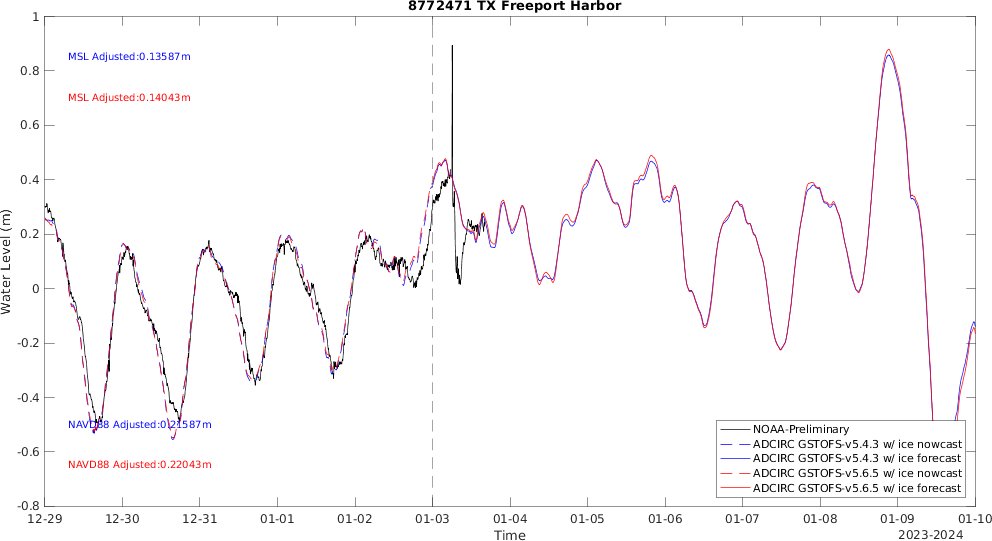 8772471 TX Freeport Harbor
1
0.8
0.6
0.4
0.2
0
-0.2
-0.4
-0.6
-0.8
Water Level (m)
MSL Adjusted:0.13587m
MSL Adjusted:0.14043m
NAVD88 Adjusted:0.21587m
NAVD88 Adjusted:0.22043m
NOAA-Preliminary
ADCIRC GSTOFS-v5.4.3 w/ ice nowcast
ADCIRC GSTOFS-v5.4.3 w/ ice forecast
ADCIRC GSTOFS-v5.6.5 w/ ice nowcast
ADCIRC GSTOFS-v5.6.5 w/ ice forecast
12-29 12-30 12-31 01-01 01-02 01-03 01-04 01-05 01-06 01-07 01-08 01-09 01-10
Time
2023-2024